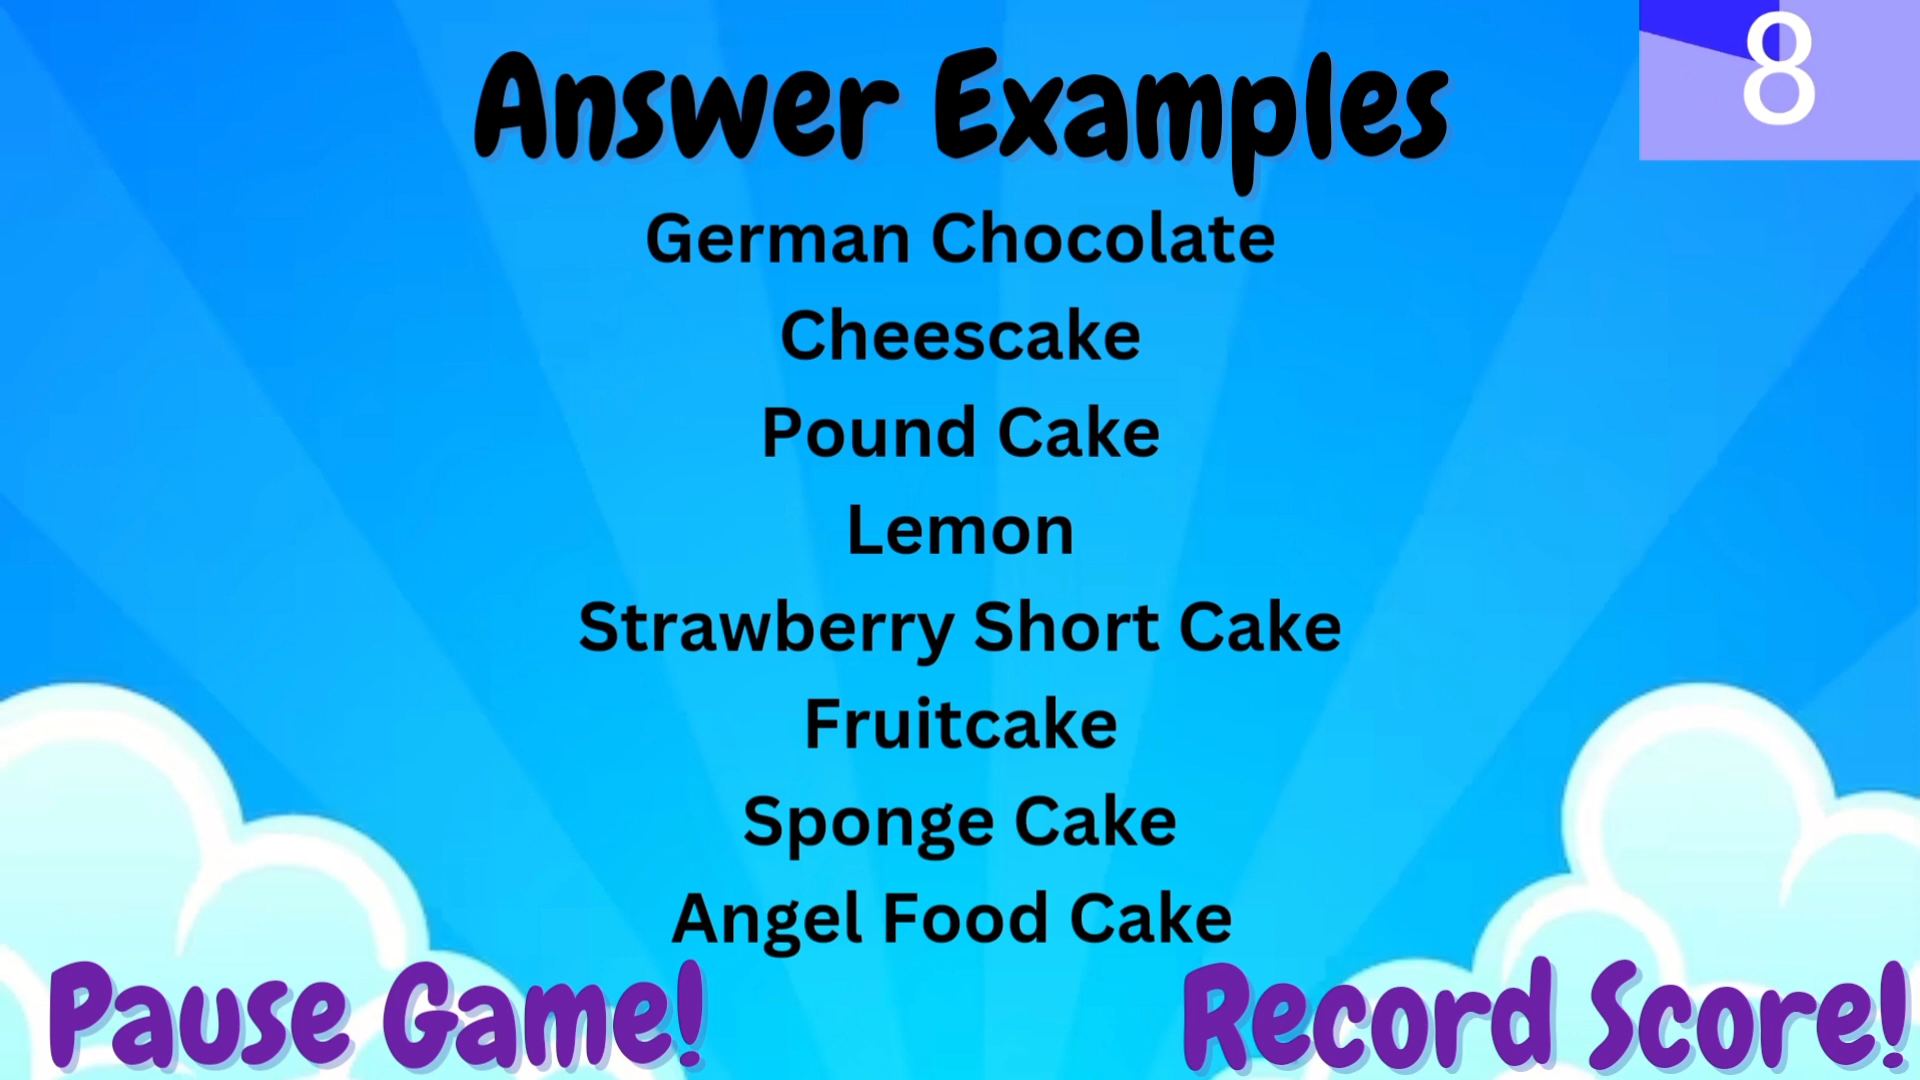 Answer Examples
8
German Chocolate
Cheescake
Pound Cake
Lemon
Strawberry Short Cake
Fruitcake
Sponge Cake
Angel Food Cake
Pause Game!
Record Score!